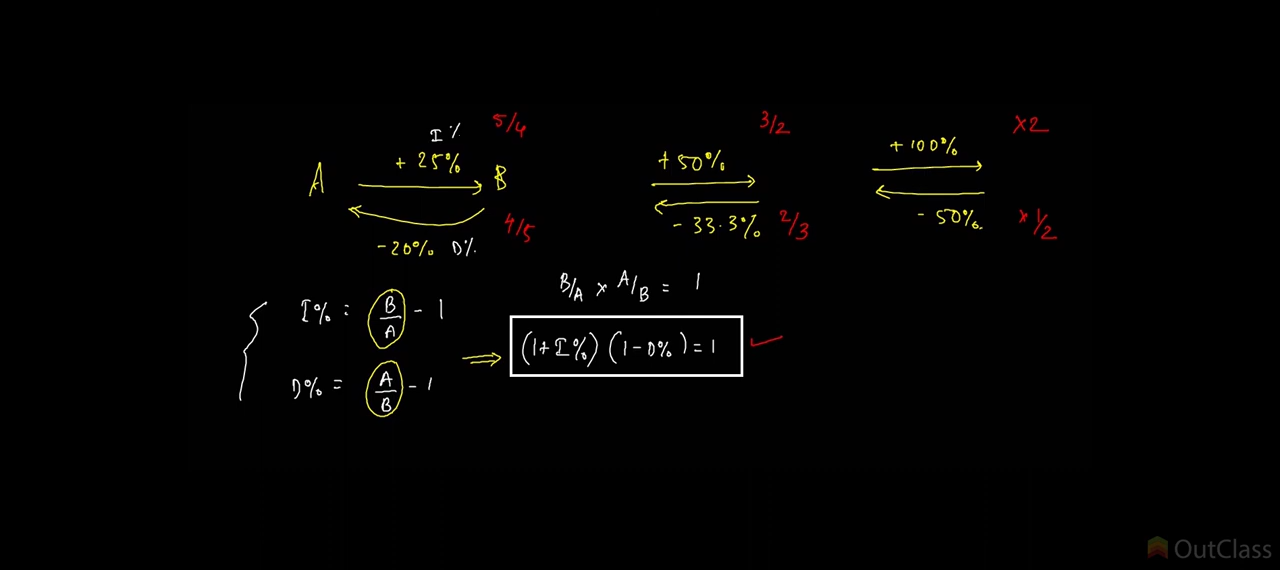 I% 5/4 3/2 ×2
+ 25% +50% + 100%
A B
-20% D% 4/5 - 33.3% 2/3 - 50% × 1/2
B/A × A/B = 1
I% = B/A - 1
(1+I%) (1-D%) = 1
D% = A/B - 1
OutClass